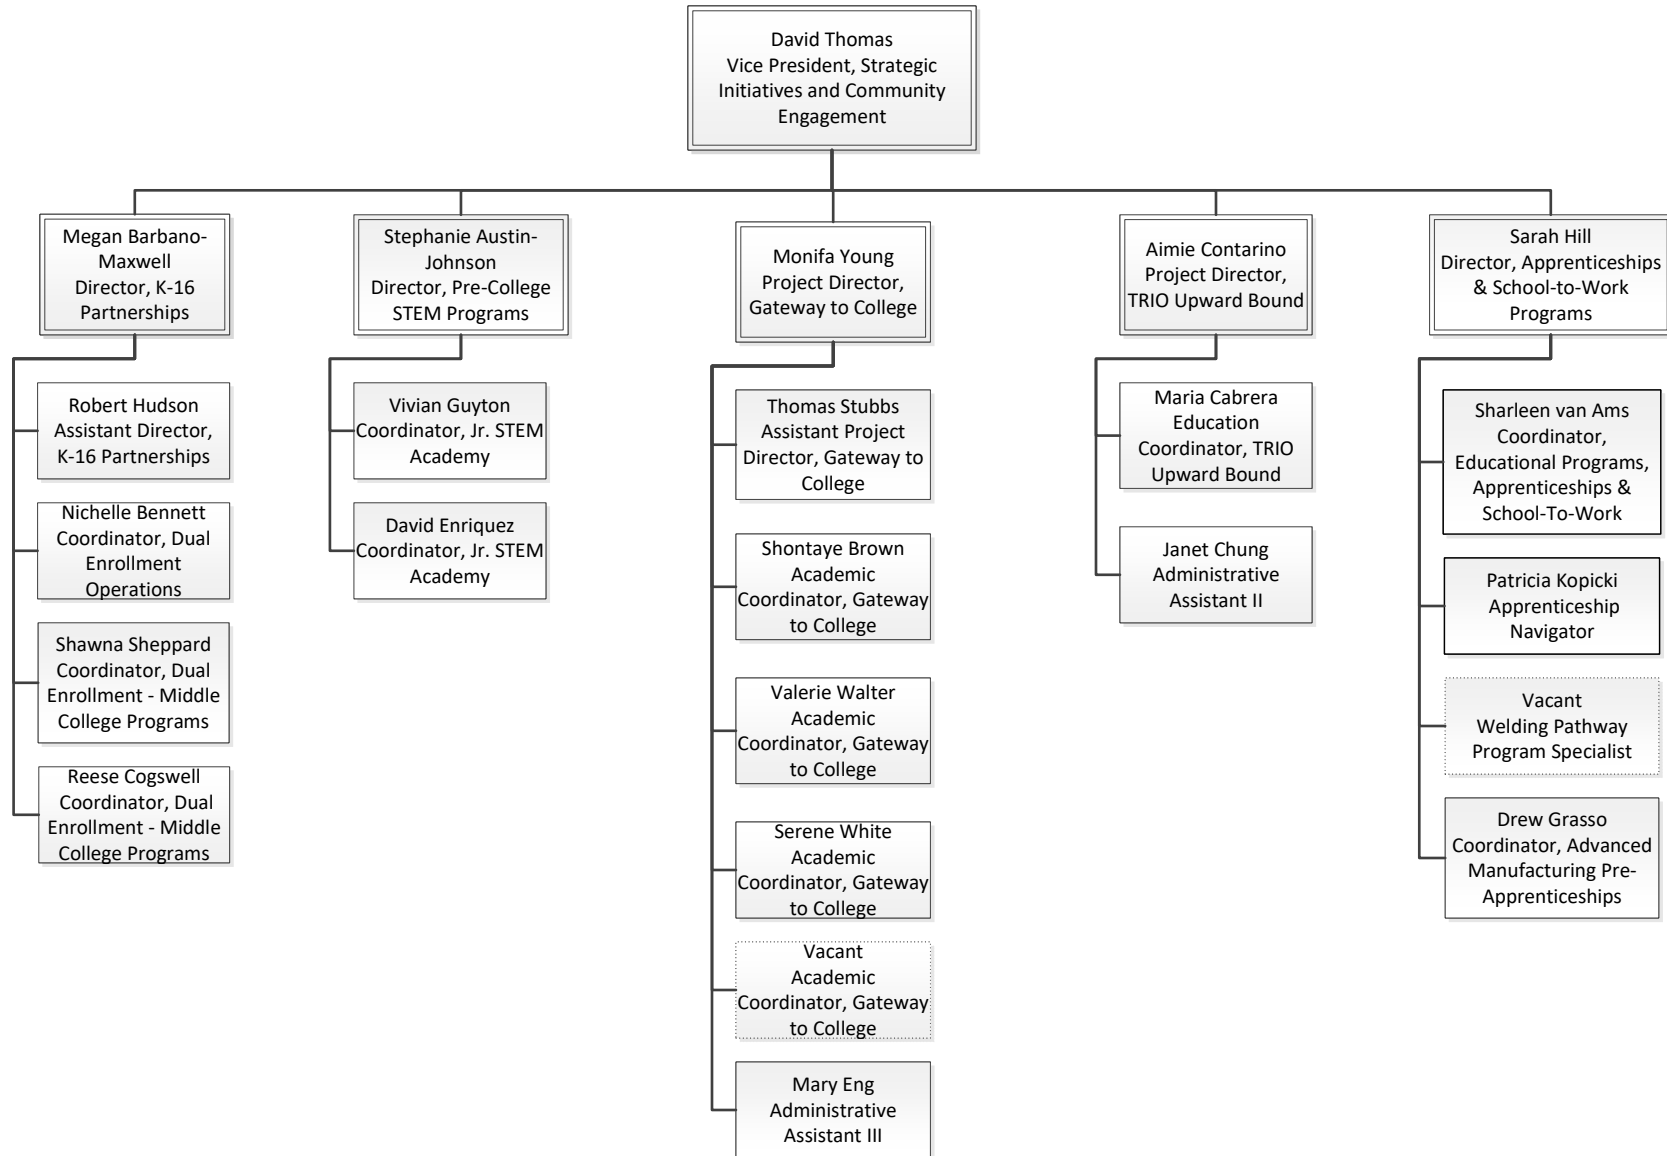 David Thomas
Vice President, Strategic
Initiatives and Community
Engagement
Megan Barbano-
Maxwell
Director, K-16
Partnerships
Robert Hudson
Assistant Director,
K-16 Partnerships
Nichelle Bennett
Coordinator, Dual
Enrollment
Operations
Shawna Sheppard
Coordinator, Dual
Enrollment - Middle
College Programs
Reese Cogswell
Coordinator, Dual
Enrollment - Middle
College Programs
Stephanie Austin-
Johnson
Director, Pre-College
STEM Programs
Vivian Guyton
Coordinator, Jr. STEM
Academy
David Enriquez
Coordinator, Jr. STEM
Academy
Monifa Young
Project Director,
Gateway to College
Thomas Stubbs
Assistant Project
Director, Gateway to
College
Shontaye Brown
Academic
Coordinator, Gateway
to College
Valerie Walter
Academic
Coordinator, Gateway
to College
Serene White
Academic
Coordinator, Gateway
to College
Vacant
Academic
Coordinator, Gateway
to College
Mary Eng
Administrative
Assistant III
Aimie Contarino
Project Director,
TRIO Upward Bound
Maria Cabrera
Education
Coordinator, TRIO
Upward Bound
Janet Chung
Administrative
Assistant II
Sarah Hill
Director, Apprenticeships
& School-to-Work
Programs
Sharleen van Ams
Coordinator,
Educational Programs,
Apprenticeships &
School-To-Work
Patricia Kopicki
Apprenticeship
Navigator
Vacant
Welding Pathway
Program Specialist
Drew Grasso
Coordinator, Advanced
Manufacturing Pre-
Apprenticeships